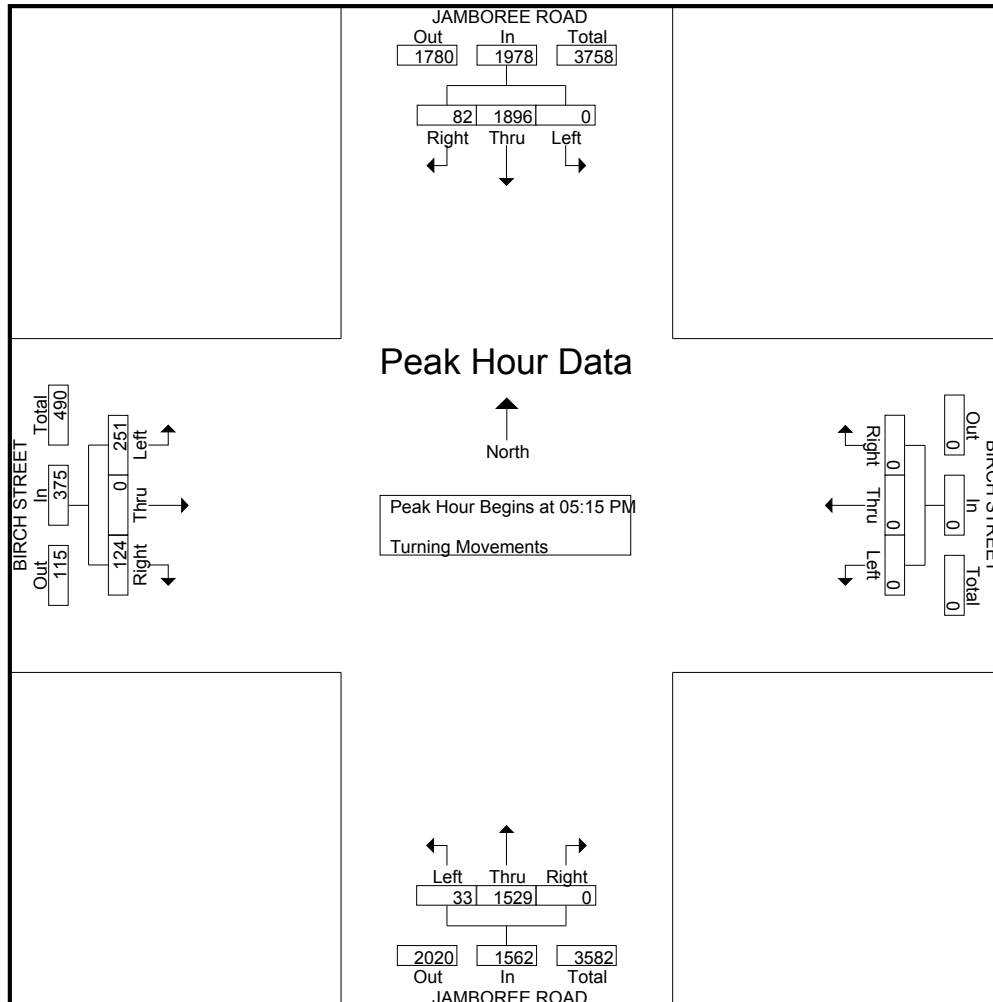 JAMBOREE ROAD
Out In Total
1780 1978 3758
82 1896 0
Right Thru Left
Peak Hour Data
North
Peak Hour Begins at 05:15 PM
Turning Movements
BIRCH STREET
Out In Total
115 375 490
124 0 251
Right Thru Left
BIRCH STREET
Out In Total
0 0 0
0 0 0
Right Thru Left
Left Thru Right
33 1529 0
2020 1562 3582
Out In Total
JAMBOREE ROAD